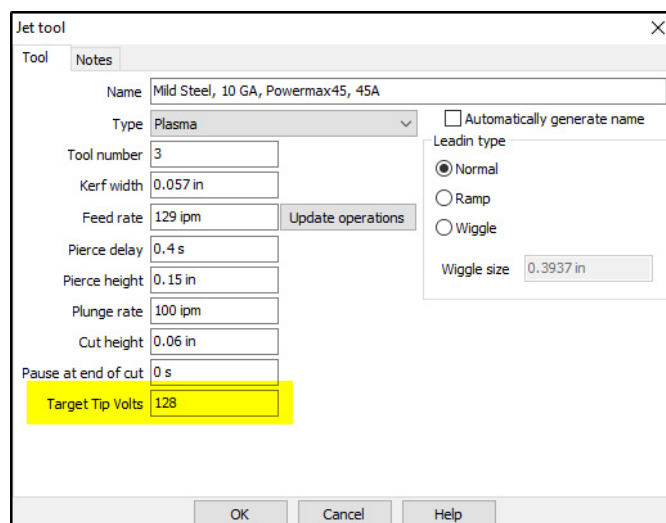 Jet tool
Tool Notes
Name Mild Steel, 10 GA, Powermax45, 45A
Type Plasma
Automatically generate name
Tool number 3
Leadin type
Kerf width 0.057 in
Normal
Feed rate 129 ipm Update operations
Ramp
Pierce delay 0.4 s
Wiggle
Pierce height 0.15 in
Wiggle size 0.3937 in
Plunge rate 100 ipm
Cut height 0.06 in
Pause at end of cut 0 s
Target Tip Volts 128
OK Cancel Help